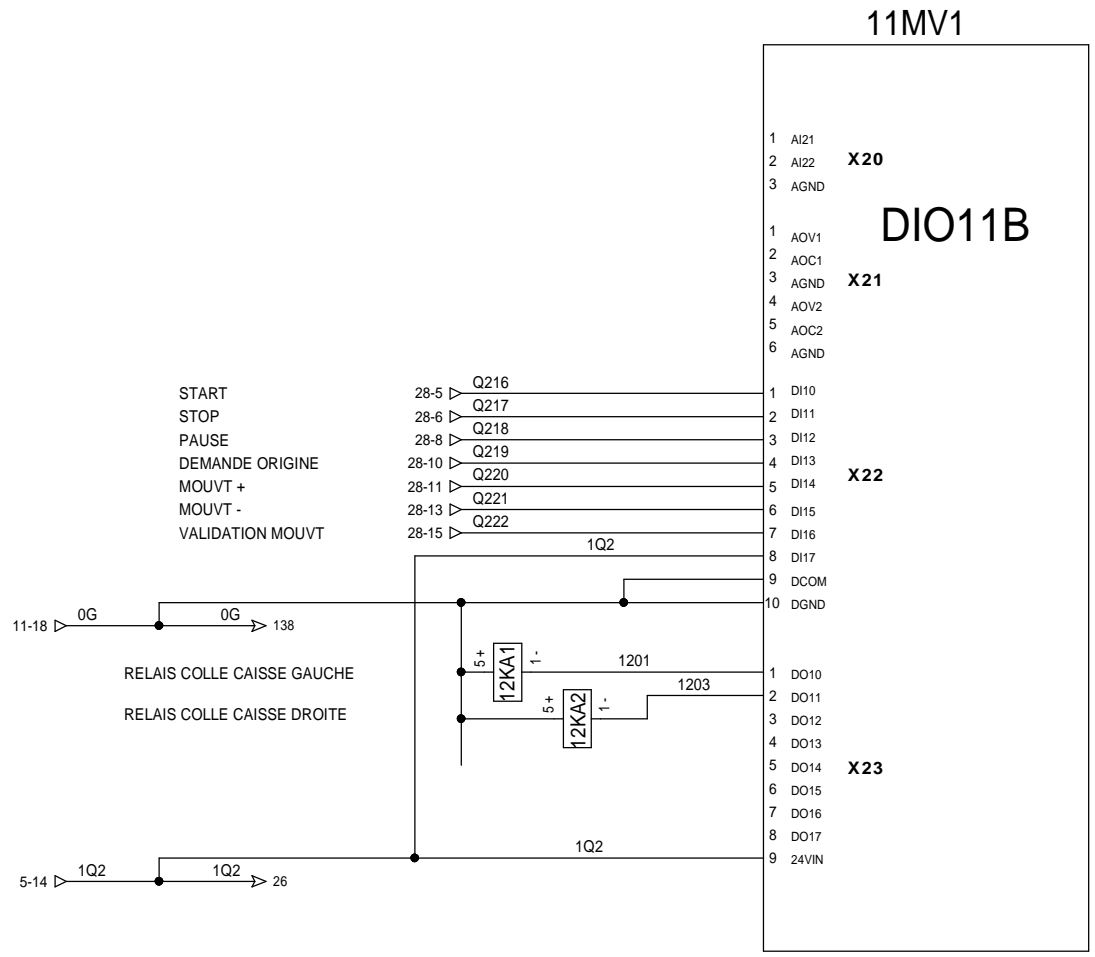 11MV1
1 AI21
2 AI22 X20
3 AGND
DIO11B
1 AOV1
2 AOC1
3 AGND X21
4 AOV2
5 AOC2
6 AGND
START 28-5 Q216 1 DI10
STOP 28-6 Q217 2 DI11
PAUSE 28-8 Q218 3 DI12
DEMANDE ORIGINE 28-10 Q219 4 DI13
X22
MOUVT + 28-11 Q220 5 DI14
MOUVT - 28-13 Q221 6 DI15
VALIDATION MOUVT 28-15 Q222 7 DI16
1Q2 8 DI17
9 DCOM
10 DGND
11-18 0G 0G 138
RELAIS COLLE CAISSE GAUCHE 5 + 12KA1 1 - 1201 1 DO10
RELAIS COLLE CAISSE DROITE 5 + 12KA2 1 - 1203 2 DO11
3 DO12
4 DO13
5 DO14 X23
6 DO15
7 DO16
8 DO17
1Q2 9 24VIN
5-14 1Q2 1Q2 26